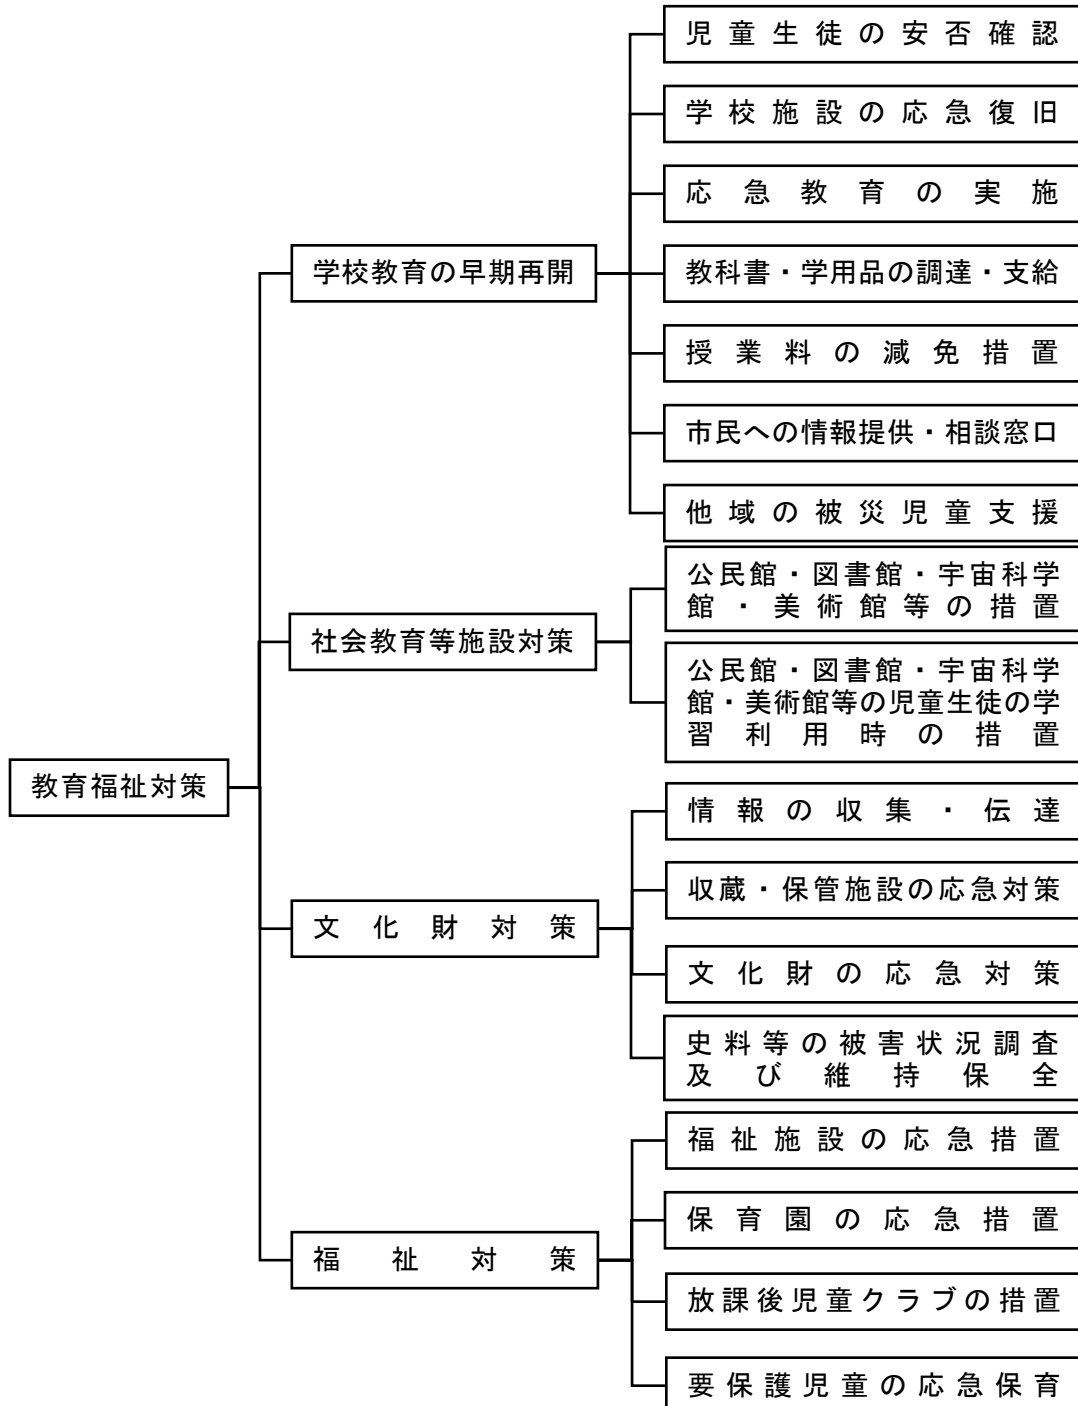 児童生徒の安否確認
学校施設の応急復旧
応急教育の実施
学校教育の早期再開
教科書・学用品の調達・支給
授業料の減免措置
市民への情報提供・相談窓口
他域の被災児童支援
公民館・図書館・宇宙科学
館・美術館等の措置
社会教育等施設対策
公民館・図書館・宇宙科学
館・美術館等の児童生徒の学
習利用時の措置
教育福祉対策
情報の収集・伝達
収蔵・保管施設の応急対策
文化財対策
文化財の応急対策
史料等の被害状況調査
及び維持保全
福祉施設の応急措置
保育園の応急措置
福祉対策
放課後児童クラブの措置
要保護児童の応急保育